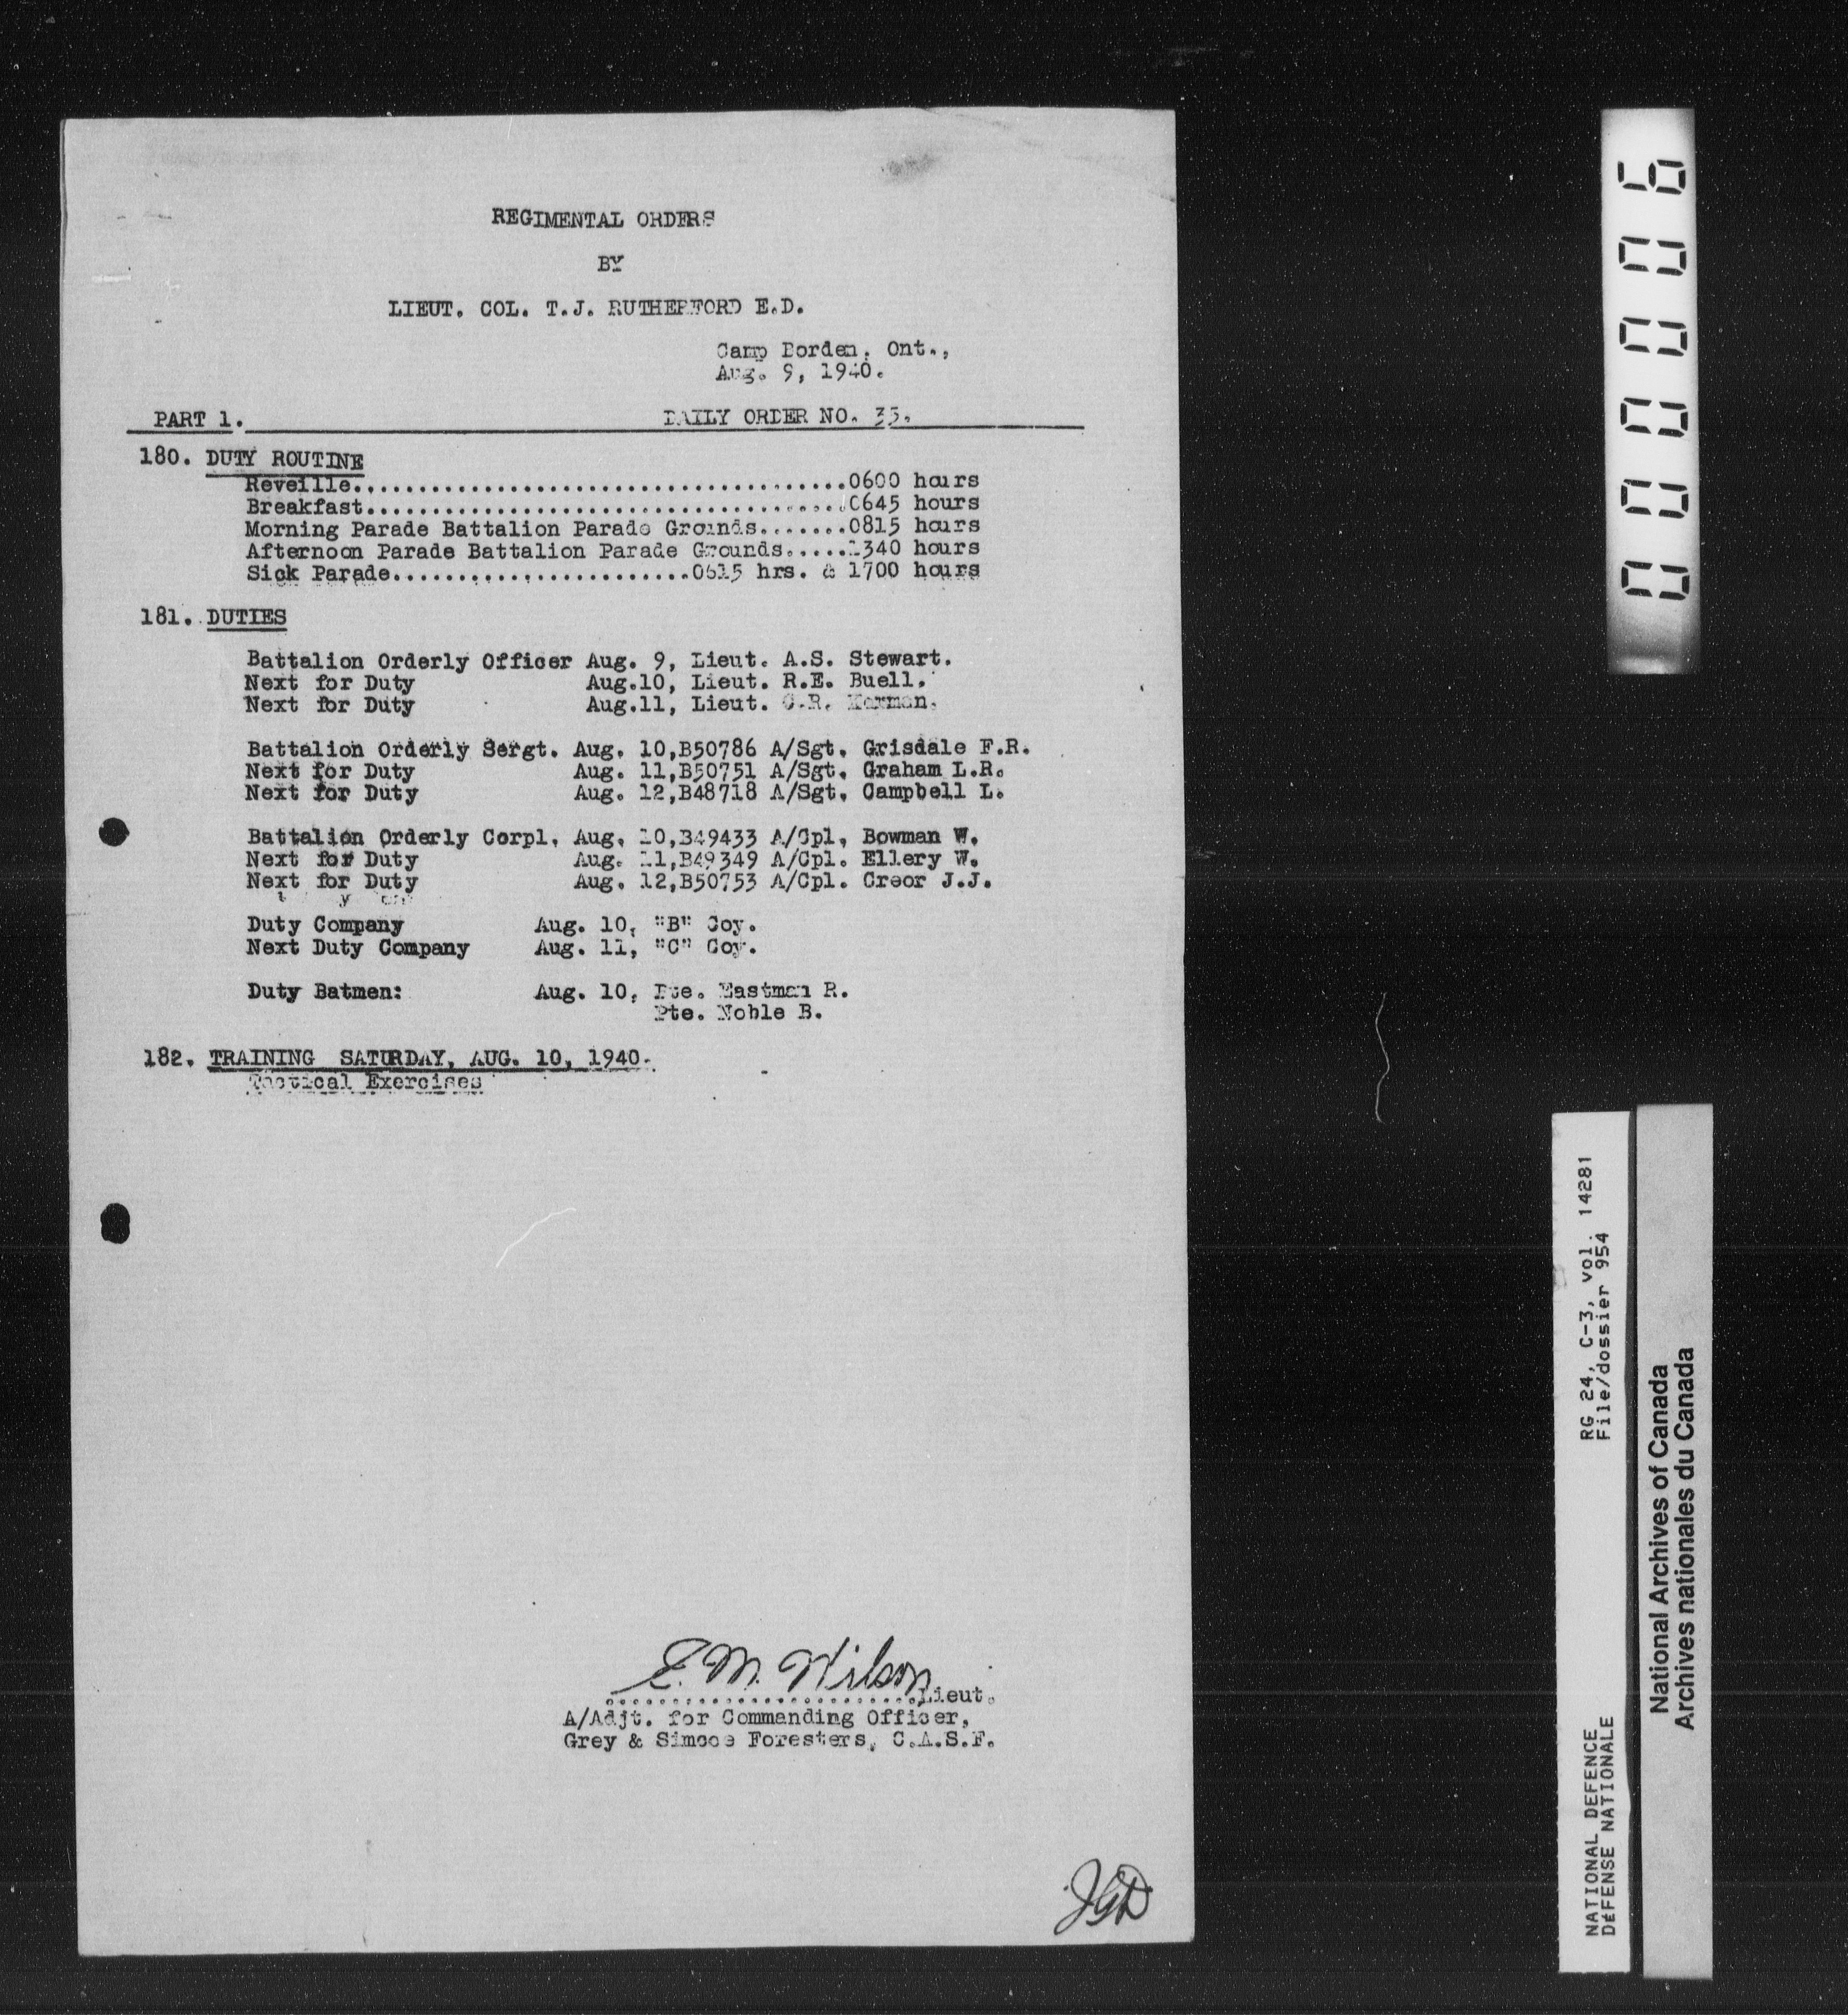 REGIMENTAL ORDERS
BY
LIEUT. COL. T.J. RUTHERFORD E.D.
Camp Borden, Ont.,
Aug. 9, 1940.
PART 1. DAILY ORDER NO. 35.
180. DUTY ROUTINE
Reveille......................................0600 hours
Breakfast.....................................0645 hours
Morning Parade Battalion Parade Grounds.......0815 hours
Afternoon Parade Battalion Parade Grounds.....1340 hours
Sick Parade.......................0615 hrs. & 1700 hours
181. DUTIES
Battalion Orderly Officer Aug. 9, Lieut. A.S. Stewart.
Next for Duty Aug.10, Lieut. R.E. Buell.
Next for Duty Aug.11, Lieut.
Battalion Orderly Sergt. Aug. 10,B50786 A/Sgt. Grisdale F.R.
Next for Duty Aug. 11,B50751 A/Sgt. Graham L.R.
Next for Duty Aug. 12,B48718 A/Sgt. Campbell L.
Battalion Orderly Corpl. Aug. 10,B49433 A/Cpl. Bowman W.
Next for Duty Aug. 11,B49349 A/Cpl. Ellery W.
Next for Duty Aug. 12,B50753 A/Cpl. Creor J.J.
Duty Company Aug. 10, "B" Coy.
Next Duty Company Aug. 11, "C" Coy.
Duty Batmen: Aug. 10, Pte. Eastman R.
Pte. Noble B.
182. TRAINING SATURDAY, AUG. 10, 1940.
Tactical Exercises
E. M. Wilson
.......................Lieut.
A/Adjt. for Commanding Officer,
Grey & Simcoe Foresters, C.A.S.F.
JGD
000006
RG 24, C-3, vol. 14281
File/dossier 954
NATIONAL DEFENCE
DéFENSE NATIONALE
National Archives of Canada
Archives nationales du Canada